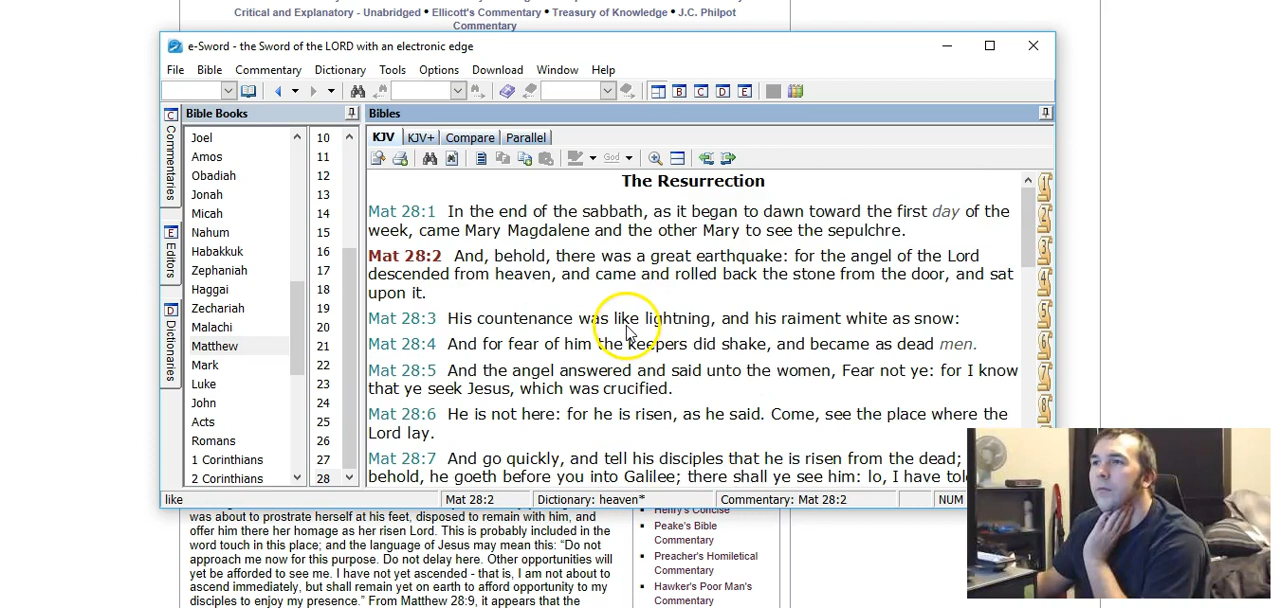 Critical and Explanatory - Unabridged • Ellicott's Commentary • Treasury of Knowledge • J.C. Philpot
Commentary
e-Sword - the Sword of the LORD with an electronic edge
File Bible Commentary Dictionary Tools Options Download Window Help
B C D E
Bible Books
Bibles
C Commentaries
E Editors
D Dictionaries
Joel
Amos
Obadiah
Jonah
Micah
Nahum
Habakkuk
Zephaniah
Haggai
Zechariah
Malachi
Matthew
Mark
Luke
John
Acts
Romans
1 Corinthians
2 Corinthians
10
11
12
13
14
15
16
17
18
19
20
21
22
23
24
25
26
27
28
KJV KJV+ Compare Parallel
God
The Resurrection
Mat 28:1 In the end of the sabbath, as it began to dawn toward the first day of the
week, came Mary Magdalene and the other Mary to see the sepulchre.
Mat 28:2 And, behold, there was a great earthquake: for the angel of the Lord
descended from heaven, and came and rolled back the stone from the door, and sat
upon it.
Mat 28:3 His countenance was like lightning, and his raiment white as snow:
Mat 28:4 And for fear of him the keepers did shake, and became as dead men.
Mat 28:5 And the angel answered and said unto the women, Fear not ye: for I know
that ye seek Jesus, which was crucified.
Mat 28:6 He is not here: for he is risen, as he said. Come, see the place where the
Lord lay.
Mat 28:7 And go quickly, and tell his disciples that he is risen from the dead;
behold, he goeth before you into Galilee; there shall ye see him: lo, I have
1
2
3
4
5
6
7
8
like Mat 28:2 Dictionary: heaven* Commentary: Mat 28:2 NUM
was about to prostrate herself at his feet, disposed to remain with him, and
offer him there her homage as her risen Lord. This is probably included in the
word touch in this place; and the language of Jesus may mean this: “Do not
approach me now for this purpose. Do not delay here. Other opportunities will
yet be afforded to see me. I have not yet ascended - that is, I am not about to
ascend immediately, but shall remain yet on earth to afford opportunity to my
disciples to enjoy my presence.” From Matthew 28:9, it appears that the
Henry's Concise
Peake's Bible
Commentary
Preacher's Homiletical
Commentary
Hawker's Poor Man's
Commentary